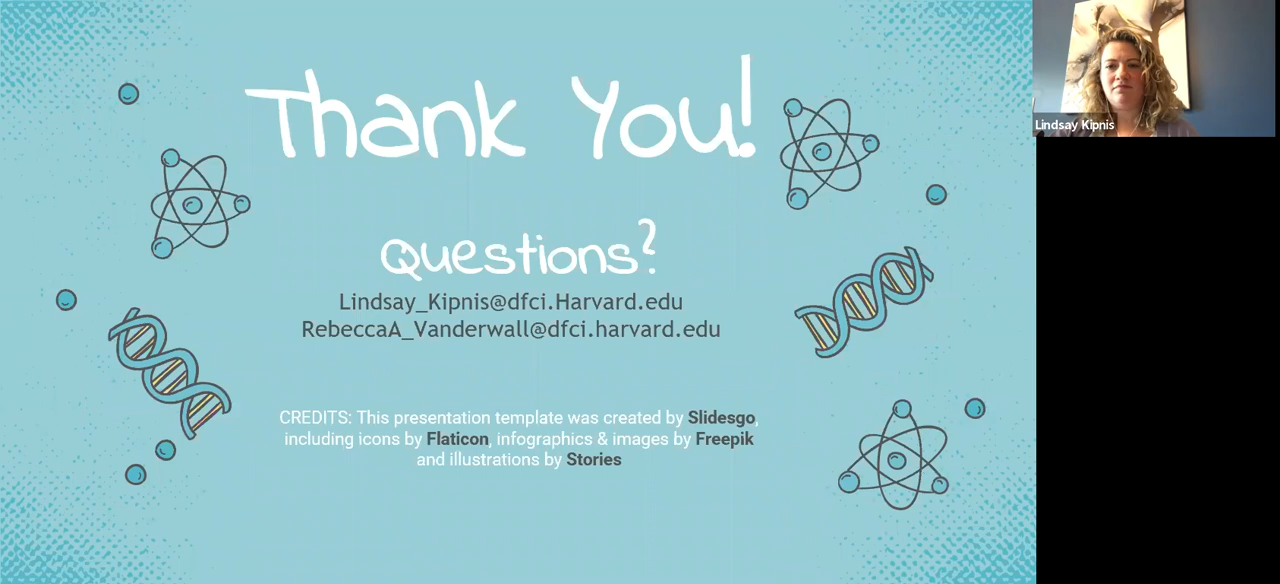 Thank You!
Questions?
Lindsay_Kipnis@dfci.Harvard.edu
RebeccaA_Vanderwall@dfci.harvard.edu
CREDITS: This presentation template was created by Slidesgo,
including icons by Flaticon, infographics & images by Freepik
and illustrations by Stories
Lindsay Kipnis